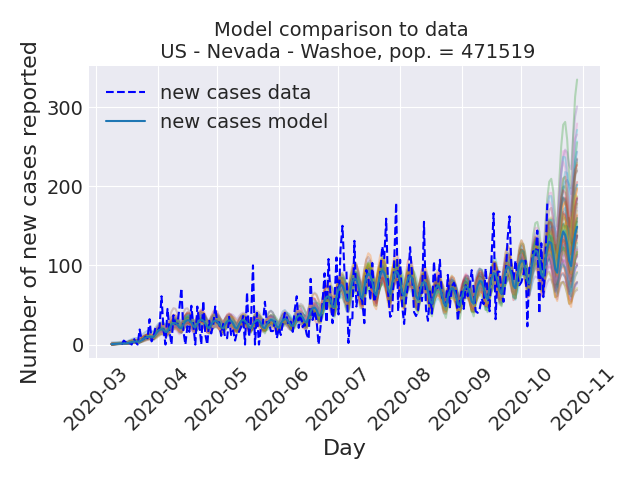 Model comparison to data
US - Nevada - Washoe, pop. = 471519
Number of new cases reported
new cases data
new cases model
300
200
100
0
2020-03
2020-04
2020-05
2020-06
2020-07
2020-08
2020-09
2020-10
2020-11
Day